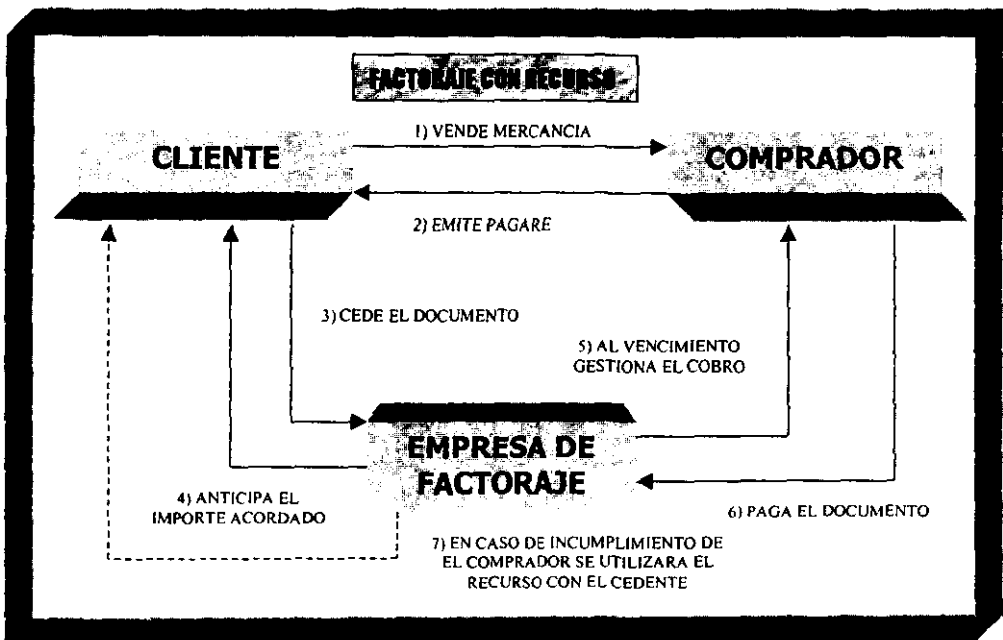 FACTORAJE CON RECURSO
1) VENDE MERCANCIA
CLIENTE
COMPRADOR
2) EMITE PAGARE
3) CEDE EL DOCUMENTO
5) AL VENCIMIENTO
GESTIONA EL COBRO
EMPRESA DE
FACTORAJE
4) ANTICIPA EL
IMPORTE ACORDADO
6) PAGA EL DOCUMENTO
7) EN CASO DE INCUMPLIMIENTO DE
EL COMPRADOR SE UTILIZARA EL
RECURSO CON EL CEDENTE